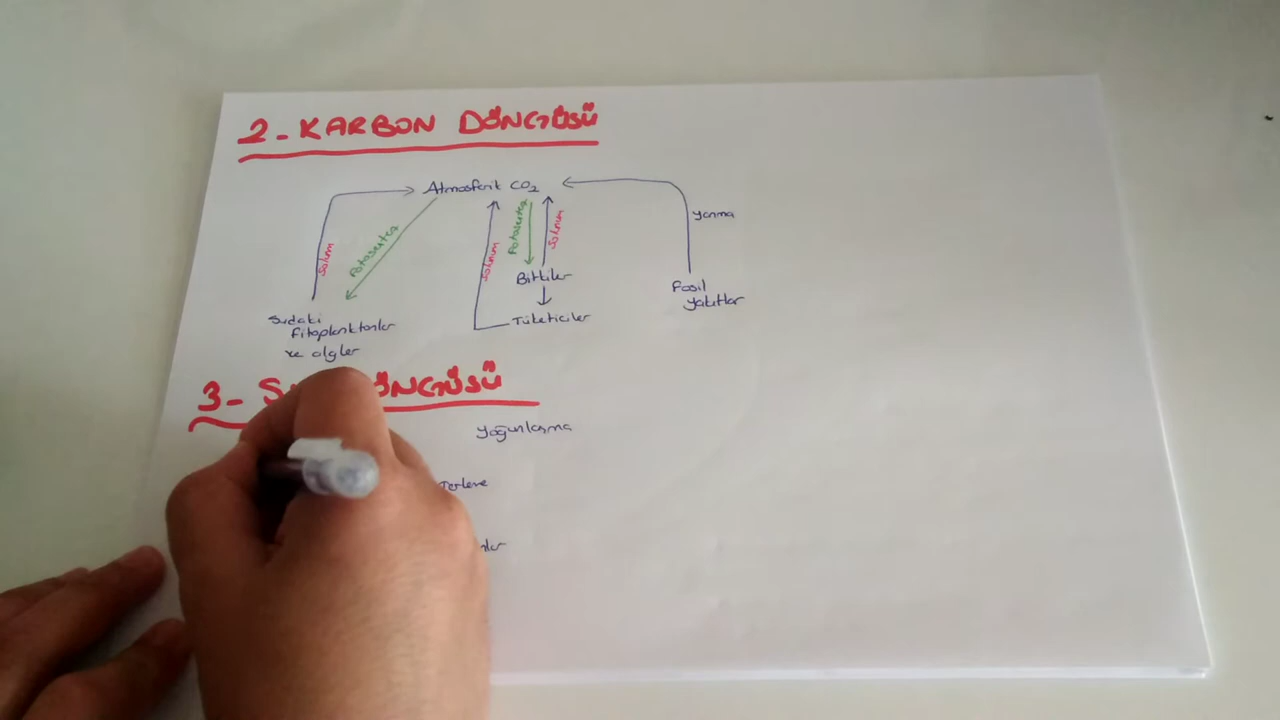 2- KARBON DÖNGÜSÜ
Atmosferik CO2
Solunum
Fotosentez
Solunum
Fotosentez
Solunum
yanma
Bitkiler
Tüketiciler
Fosil
yakıtlar
Sudaki
fitoplanktonlar
ve algler
3-
yoğunlaşma
Terleme